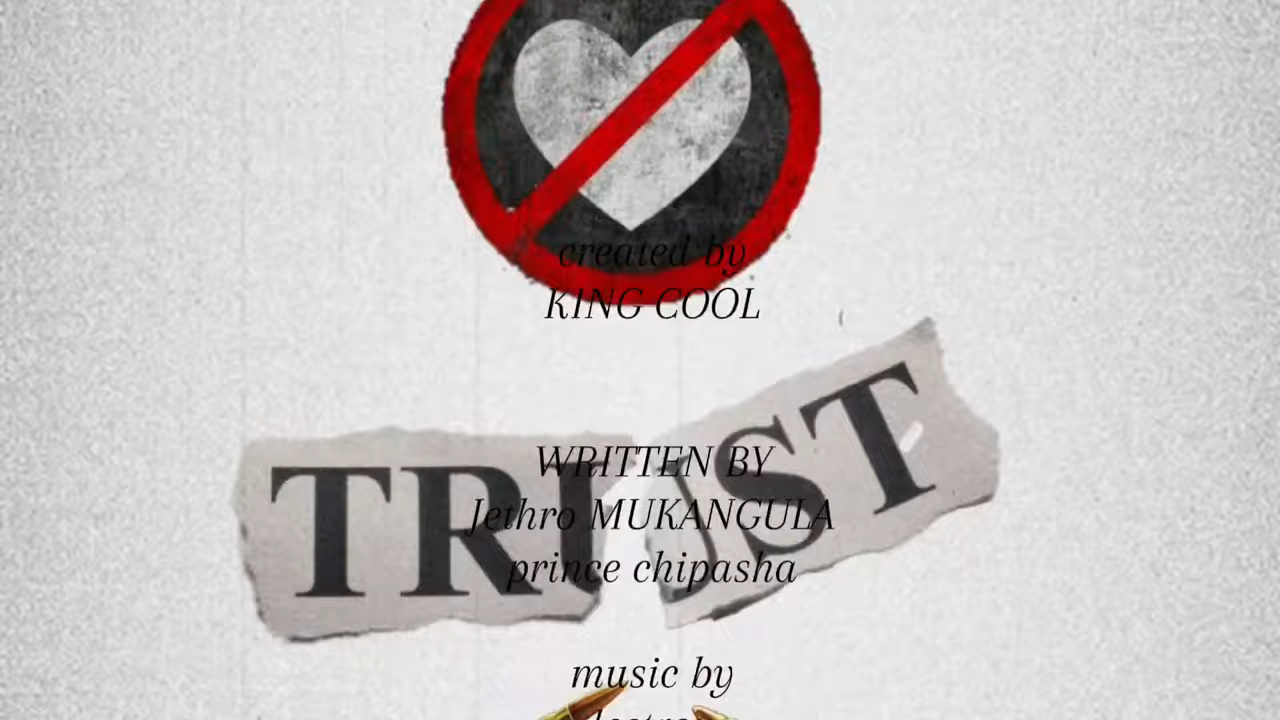 created by
KING COOL
TRUST
WRITTEN BY
Jethro MUKANGULA
prince chipasha
music by